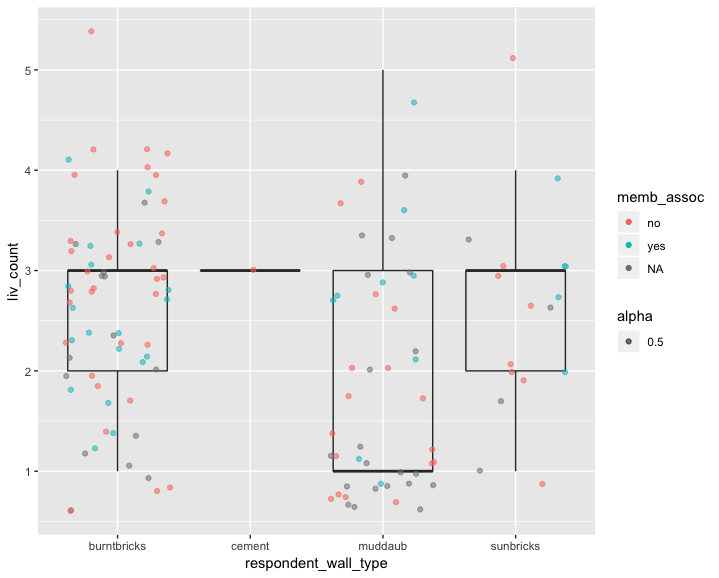 5
4
3
2
1
liv_count
burntbricks cement muddaub sunbricks
respondent_wall_type
memb_assoc
no
yes
NA
alpha
0.5